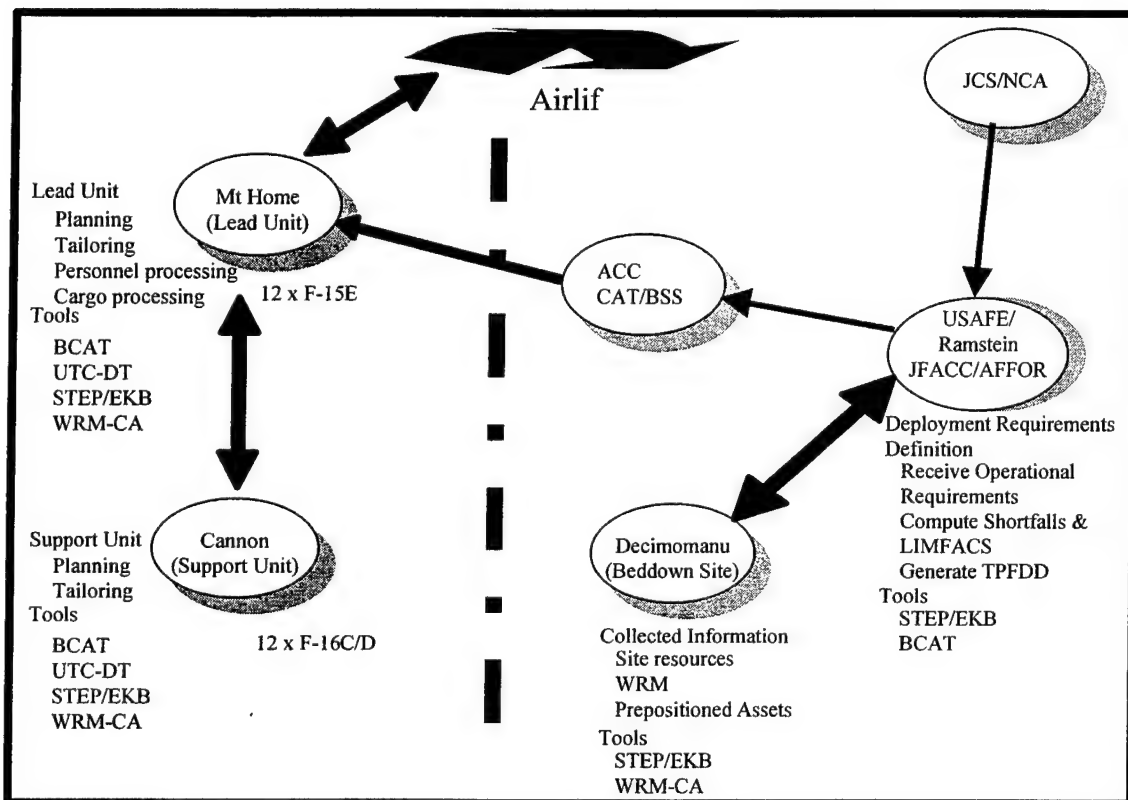 Airlif
JCS/NCA
Mt Home
(Lead Unit)
Lead Unit
Planning
Tailoring
Personnel processing
Cargo processing
12 x F-15E
Tools
BCAT
UTC-DT
STEP/EKB
WRM-CA
ACC
CAT/BSS
USAFE/
Ramstein
JFACC/AFFOR
Deployment Requirements
Definition
Receive Operational
Requirements
Compute Shortfalls &
LIMFACS
Generate TPFDD
Tools
STEP/EKB
BCAT
Cannon
(Support Unit)
Support Unit
Planning
Tailoring
Tools
BCAT
UTC-DT
STEP/EKB
WRM-CA
12 x F-16C/D
Decimomanu
(Beddown Site)
Collected Information
Site resources
WRM
Prepositioned Assets
Tools
STEP/EKB
WRM-CA